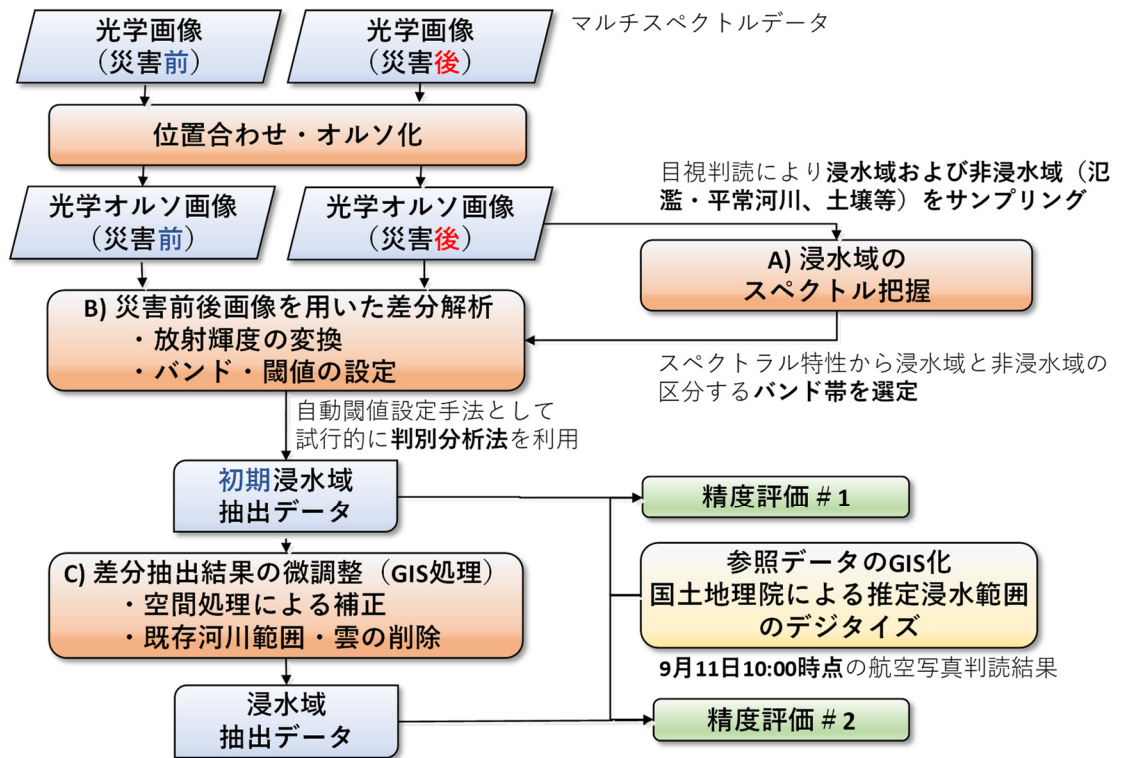 光学画像
（災害前）
光学画像
（災害後）
マルチスペクトルデータ
位置合わせ・オルソ化
光学オルソ画像
（災害前）
光学オルソ画像
（災害後）
目視判読により浸水域および非浸水域（氾
濫・平常河川、土壌等）をサンプリング
A) 浸水域の
スペクトル把握
B) 災害前後画像を用いた差分解析
・放射輝度の変換
・バンド・閾値の設定
スペクトラル特性から浸水域と非浸水域の
区分するバンド帯を選定
自動閾値設定手法として
試行的に判別分析法を利用
初期浸水域
抽出データ
精度評価＃1
C) 差分抽出結果の微調整（GIS処理）
・空間処理による補正
・既存河川範囲・雲の削除
参照データのGIS化
国土地理院による推定浸水範囲
のデジタイズ
9月11日10:00時点の航空写真判読結果
浸水域
抽出データ
精度評価＃2